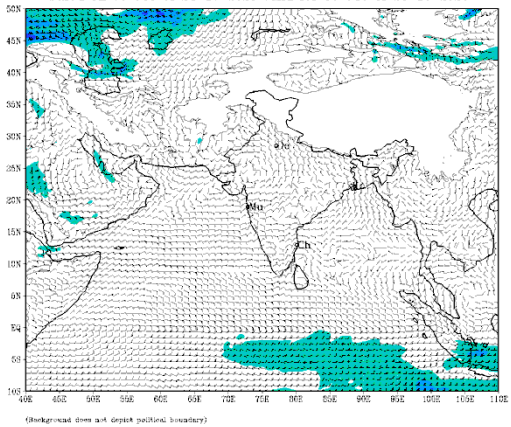 50N
45N
40N
35N
30N
25N
20N
15N
10N
5N
EQ
5S
10S
40E 45E 50E 55E 60E 65E 70E 75E 80E 85E 90E 95E 100E 105E 110E
Mu
Ch
(Background does not depict political boundary)